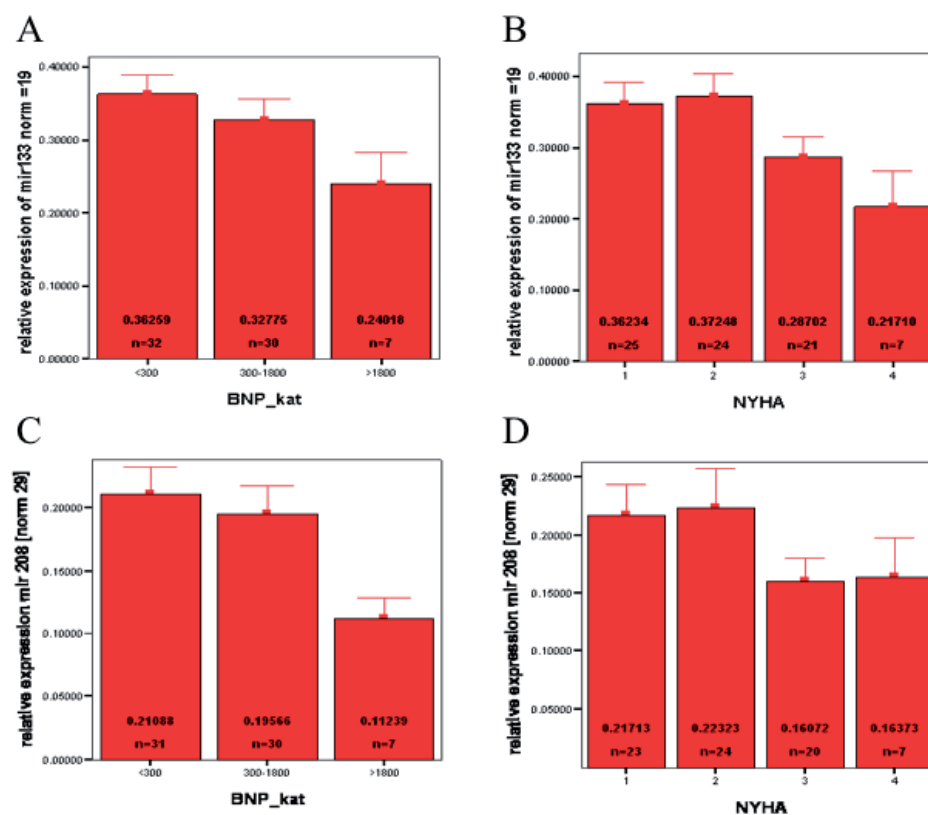 A
relative expression of mir133 norm =19
0.40000
0.30000
0.20000
0.10000
0.00000
0.36259
n=32
0.32775
n=30
0.24018
n=7
<300
300-1800
>1800
BNP_kat
B
relative expression of mir133 norm =19
0.40000
0.30000
0.20000
0.10000
0.00000
0.36234
n=25
0.37248
n=24
0.28702
n=21
0.21710
n=7
1
2
3
4
NYHA
C
relative expression mir 208 [norm 29]
0.20000
0.15000
0.10000
0.05000
0.00000
0.21088
n=31
0.19566
n=30
0.11239
n=7
<300
300-1800
>1800
BNP_kat
D
relative expression mir 208 [norm 29]
0.25000
0.20000
0.15000
0.10000
0.05000
0.21713
n=23
0.22323
n=24
0.16072
n=20
0.16373
n=7
1
2
3
4
NYHA